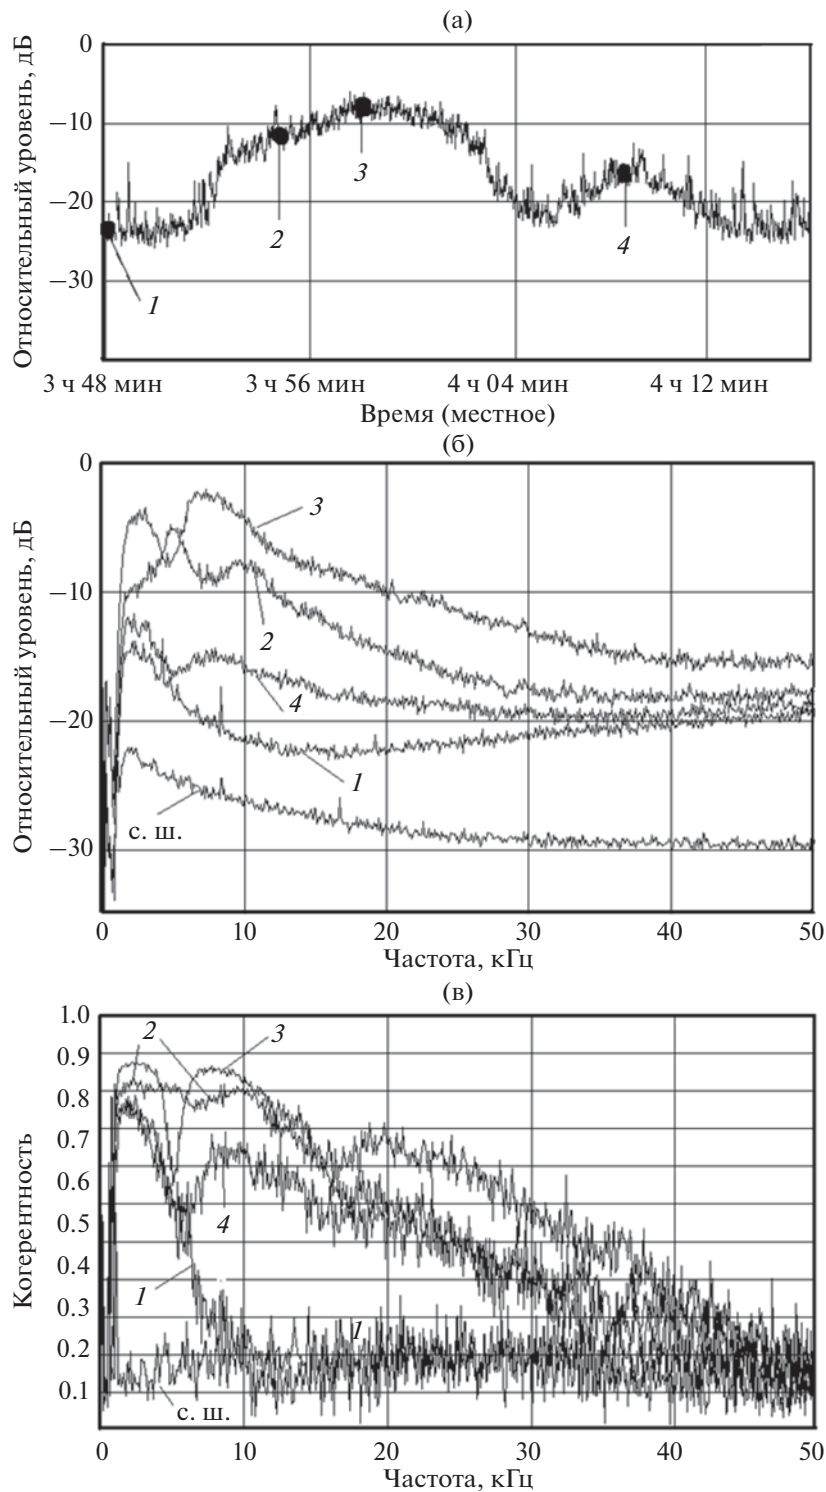 (а)
Относительный уровень, дБ
0
–10
–20
–30
1
2
3
4
3 ч 48 мин 3 ч 56 мин 4 ч 04 мин 4 ч 12 мин
Время (местное)
(б)
Относительный уровень, дБ
0
–10
–20
–30
3
2
4
1
с. ш.
0 10 20 30 40 50
Частота, кГц
(в)
Когерентность
1.0
0.9
0.8
0.7
0.6
0.5
0.4
0.3
0.2
0.1
2
3
4
1
1
с. ш.
0 10 20 30 40 50
Частота, кГц